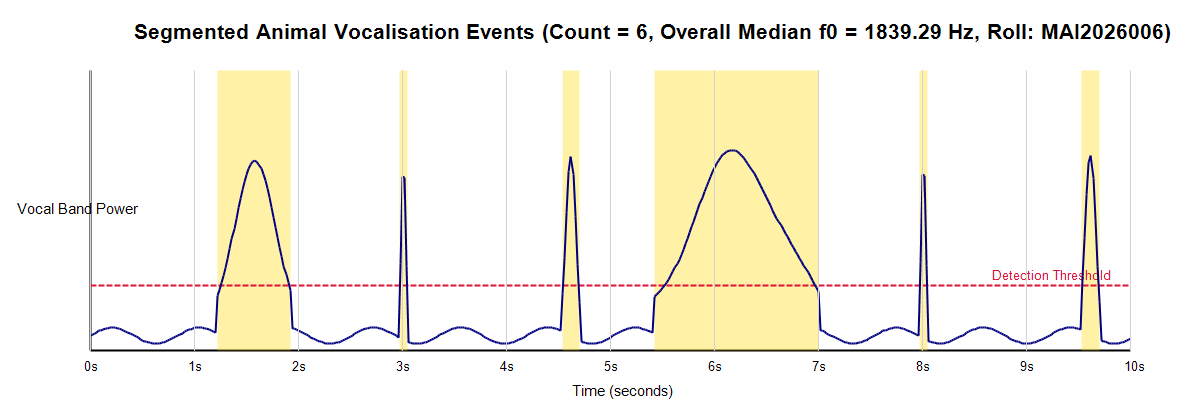 Segmented Animal Vocalisation Events (Count = 6, Overall Median f0 = 1839.29 Hz, Roll: MAI2026006)
Vocal Band Power
Detection Threshold
0s 1s 2s 3s 4s 5s 6s 7s 8s 9s 10s
Time (seconds)